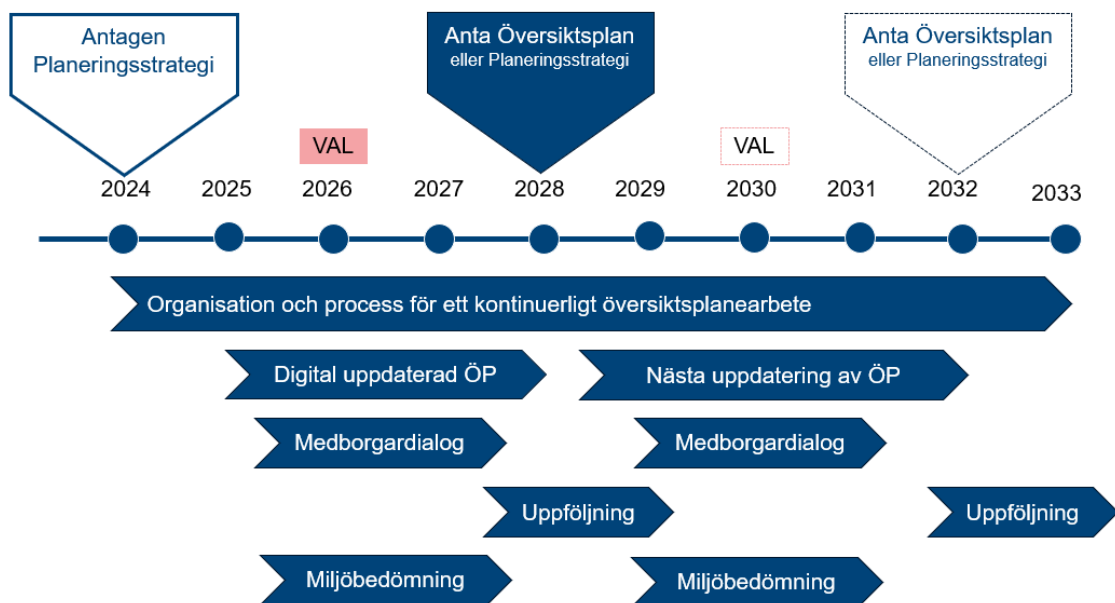 Antagen
Planeringsstrategi
Anta Översiktsplan
eller Planeringsstrategi
Anta Översiktsplan
eller Planeringsstrategi
VAL
VAL
2024 2025 2026 2027 2028 2029 2030 2031 2032 2033
Organisation och process för ett kontinuerligt översiktsplanearbete
Digital uppdaterad ÖP
Nästa uppdatering av ÖP
Medborgardialog
Medborgardialog
Uppföljning
Uppföljning
Miljöbedömning
Miljöbedömning